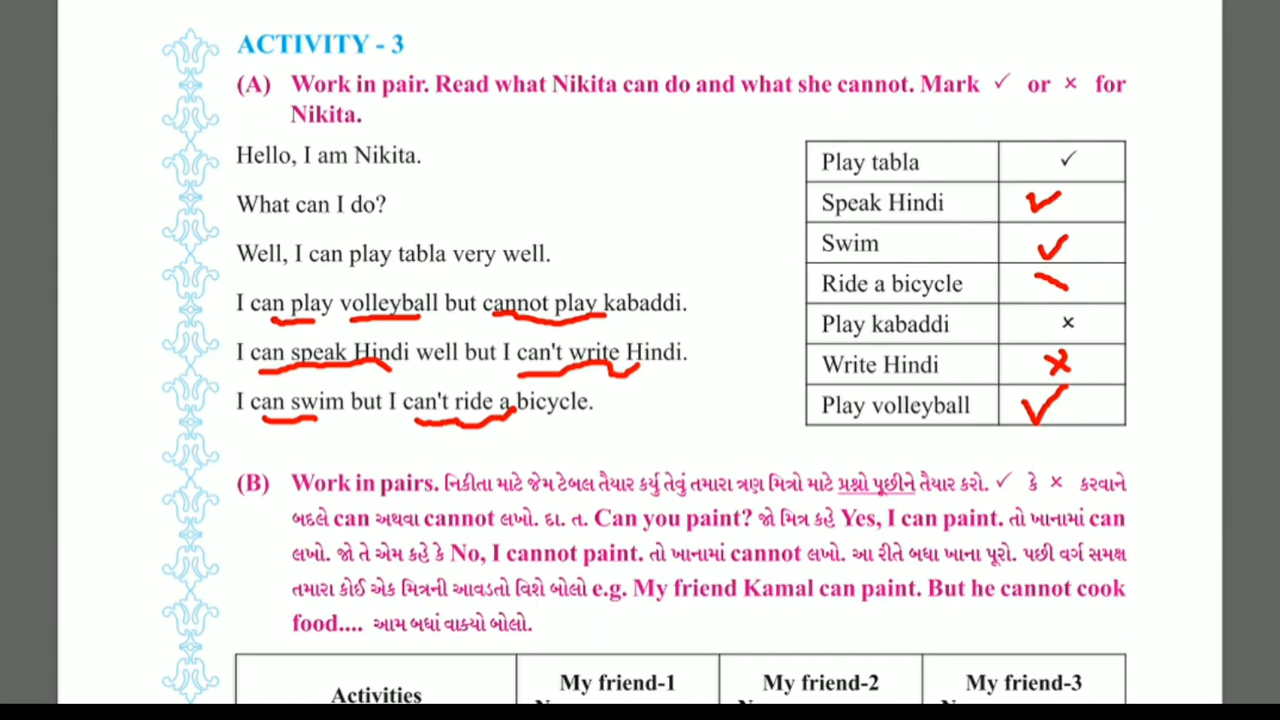 ACTIVITY - 3
(A) Work in pair. Read what Nikita can do and what she cannot. Mark ✓ or × for
Nikita.
Hello, I am Nikita.
What can I do?
Well, I can play tabla very well.
I can play volleyball but cannot play kabaddi.
I can speak Hindi well but I can't write Hindi.
I can swim but I can't ride a bicycle.
Play tabla ✓
Speak Hindi ✓
Swim ✓
Ride a bicycle
Play kabaddi ×
Write Hindi ×
Play volleyball ✓
(B) Work in pairs. નિકીતા માટે જેમ ટેબલ તૈયાર કર્યુ તેવું તમારા ત્રણ મિત્રો માટે પ્રશ્નો પૂછીને તૈયાર કરો. ✓ કે × કરવાને
બદલે can અથવા cannot લખો. દા. ત. Can you paint? જો મિત્ર કહે Yes, I can paint. તો ખાનામાં can
લખો. જો તે એમ કહે કે No, I cannot paint. તો ખાનામાં cannot લખો. આ રીતે બધા ખાના પૂરો. પછી વર્ગ સમક્ષ
તમારા કોઈ એક મિત્રની આવડતો વિશે બોલો e.g. My friend Kamal can paint. But he cannot cook
food.... આમ બધાં વાક્યો બોલો.
Activities My friend-1 My friend-2 My friend-3